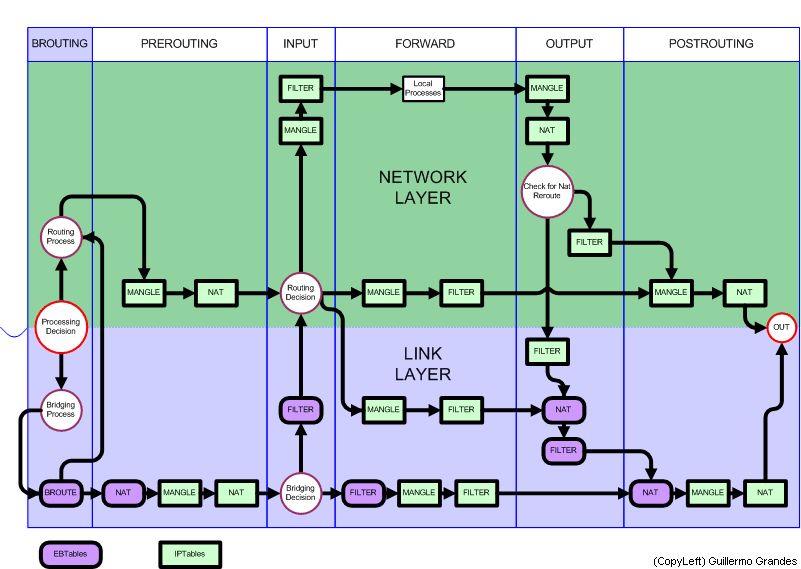 BROUTING
PREROUTING
INPUT
FORWARD
OUTPUT
POSTROUTING
FILTER
Local
Processes
MANGLE
MANGLE
NAT
NETWORK
LAYER
Check for Nat
Reroute
Routing
Process
FILTER
MANGLE
NAT
Routing
Decision
MANGLE
FILTER
MANGLE
NAT
Processing
Decision
OUT
LINK
LAYER
FILTER
Bridging
Process
FILTER
MANGLE
FILTER
NAT
FILTER
BROUTE
NAT
MANGLE
NAT
Bridging
Decision
FILTER
MANGLE
FILTER
NAT
MANGLE
NAT
EBTables
IPTables
(CopyLeft) Guillermo Grandes